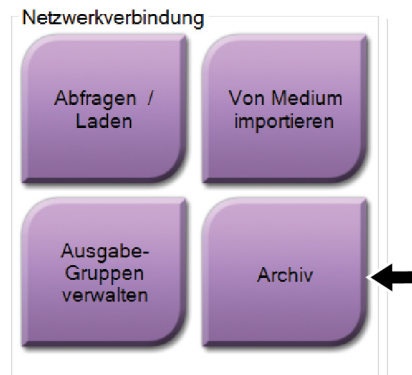 Netzwerkverbindung
Abfragen /
Laden
Von Medium
importieren
Ausgabe-
Gruppen
verwalten
Archiv